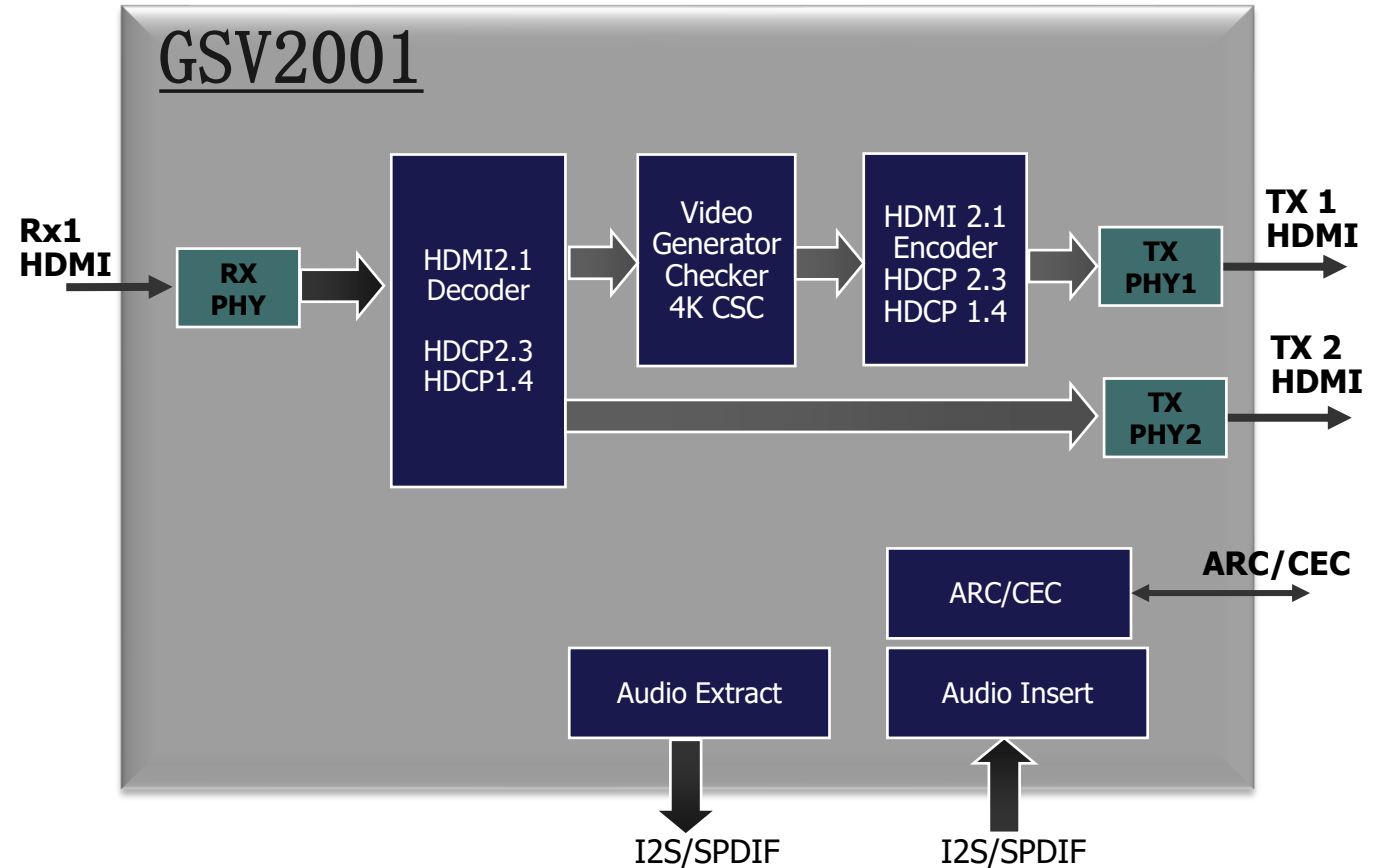 GSV2001
Rx1
HDMI
RX
PHY
HDMI2.1
Decoder
HDCP2.3
HDCP1.4
Video
Generator
Checker
4K CSC
HDMI 2.1
Encoder
HDCP 2.3
HDCP 1.4
TX
PHY1
TX 1
HDMI
TX
PHY2
TX 2
HDMI
ARC/CEC
ARC/CEC
Audio Extract
Audio Insert
I2S/SPDIF
I2S/SPDIF